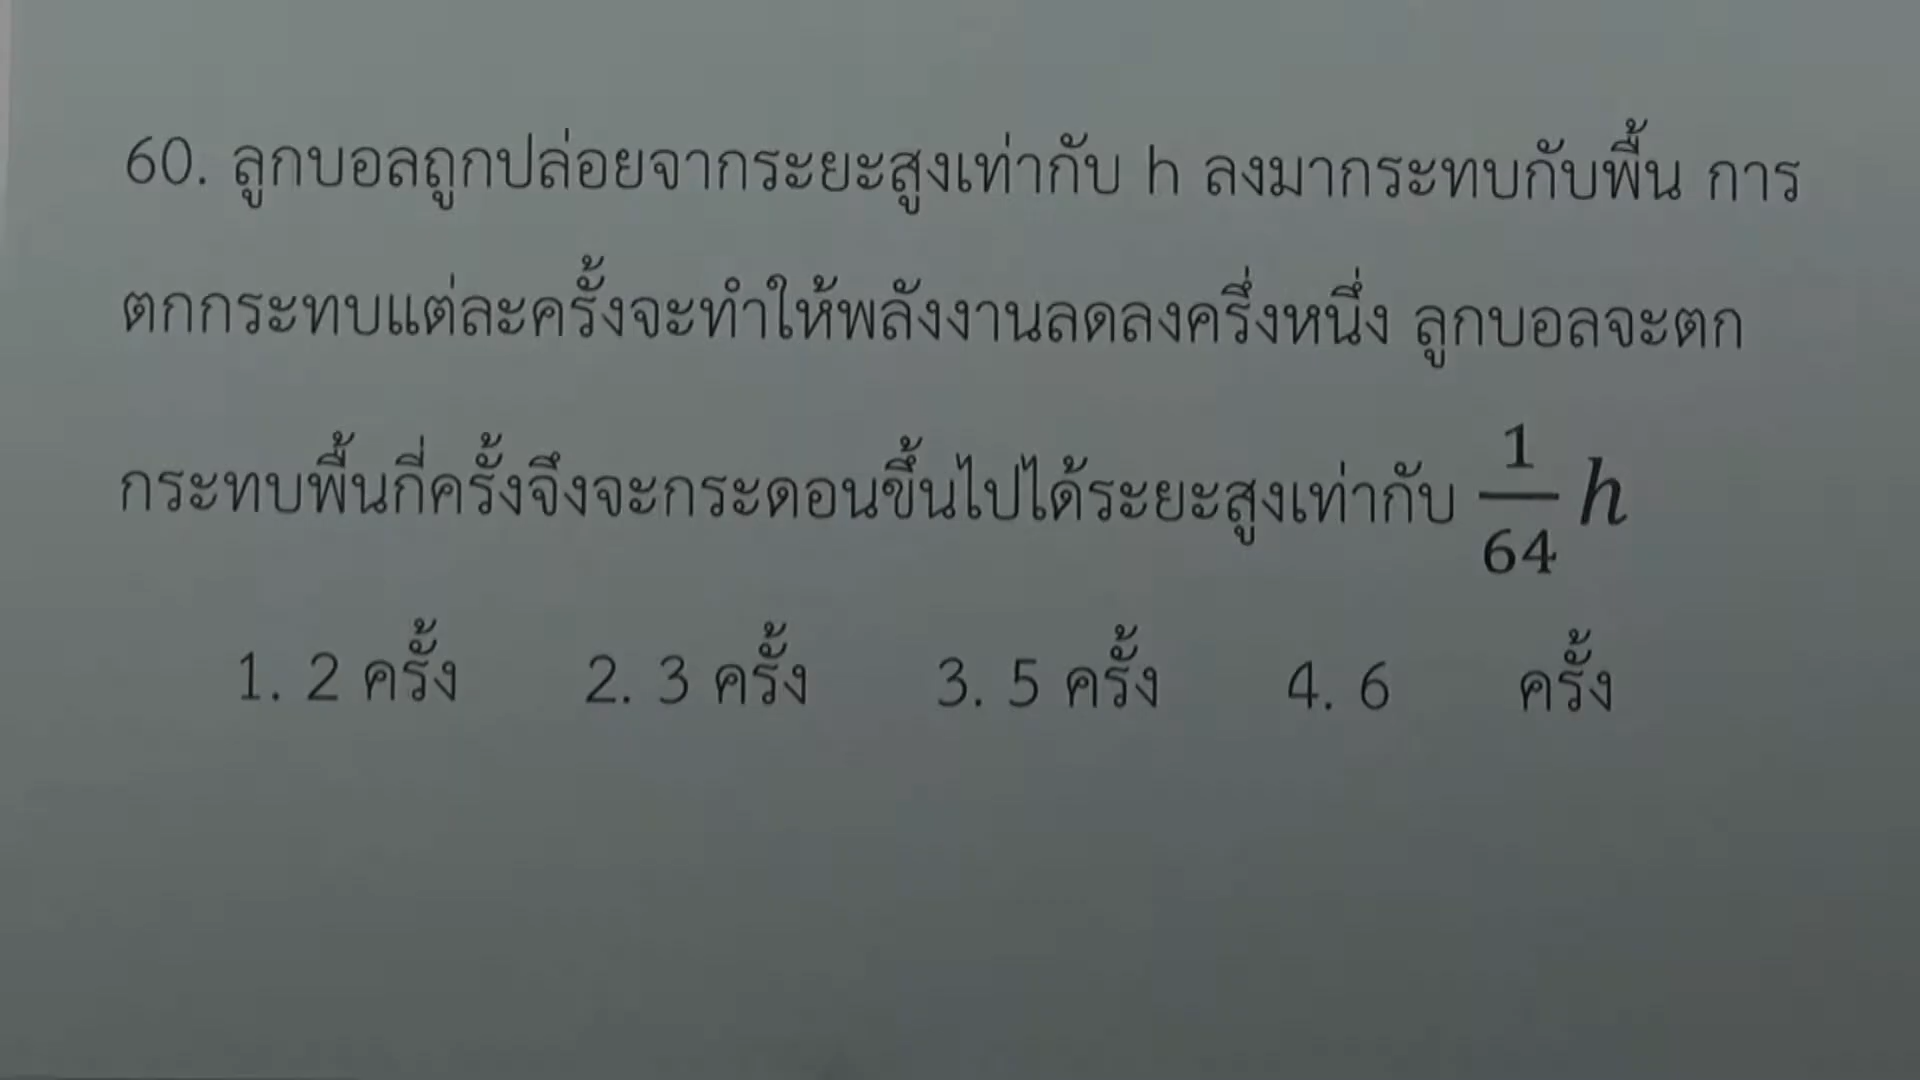 60. ลูกบอลถูกปล่อยจากระยะสูงเท่ากับ h ลงมากระทบกับพื้น การ
ตกกระทบแต่ละครั้งจะทำให้พลังงานลดลงครึ่งหนึ่ง ลูกบอลจะตก
กระทบพื้นกี่ครั้งจึงจะกระดอนขึ้นไปได้ระยะสูงเท่ากับ 1/64 h
1. 2 ครั้ง 2. 3 ครั้ง 3. 5 ครั้ง 4. 6 ครั้ง